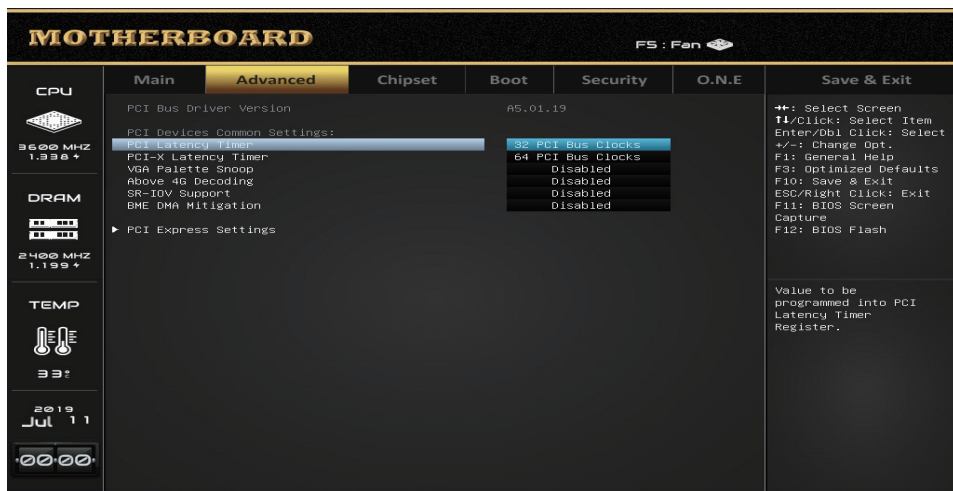 MOTHERBOARD
F5 : Fan
Main Advanced Chipset Boot Security O.N.E Save & Exit
CPU
3600 MHZ
1.338
DRAM
2400 MHZ
1.199
TEMP
33
2019
Jul 11
00:00
PCI Bus Driver Version A5.01.19
PCI Devices Common Settings:
PCI Latency Timer 32 PCI Bus Clocks
PCI-X Latency Timer 64 PCI Bus Clocks
VGA Palette Snoop Disabled
Above 4G Decoding Disabled
SR-IOV Support Disabled
BME DMA Mitigation Disabled
▶ PCI Express Settings
→←: Select Screen
↑↓/Click: Select Item
Enter/Dbl Click: Select
+/-: Change Opt.
F1: General Help
F3: Optimized Defaults
F10: Save & Exit
ESC/Right Click: Exit
F11: BIOS Screen
Capture
F12: BIOS Flash
Value to be
programmed into PCI
Latency Timer
Register.